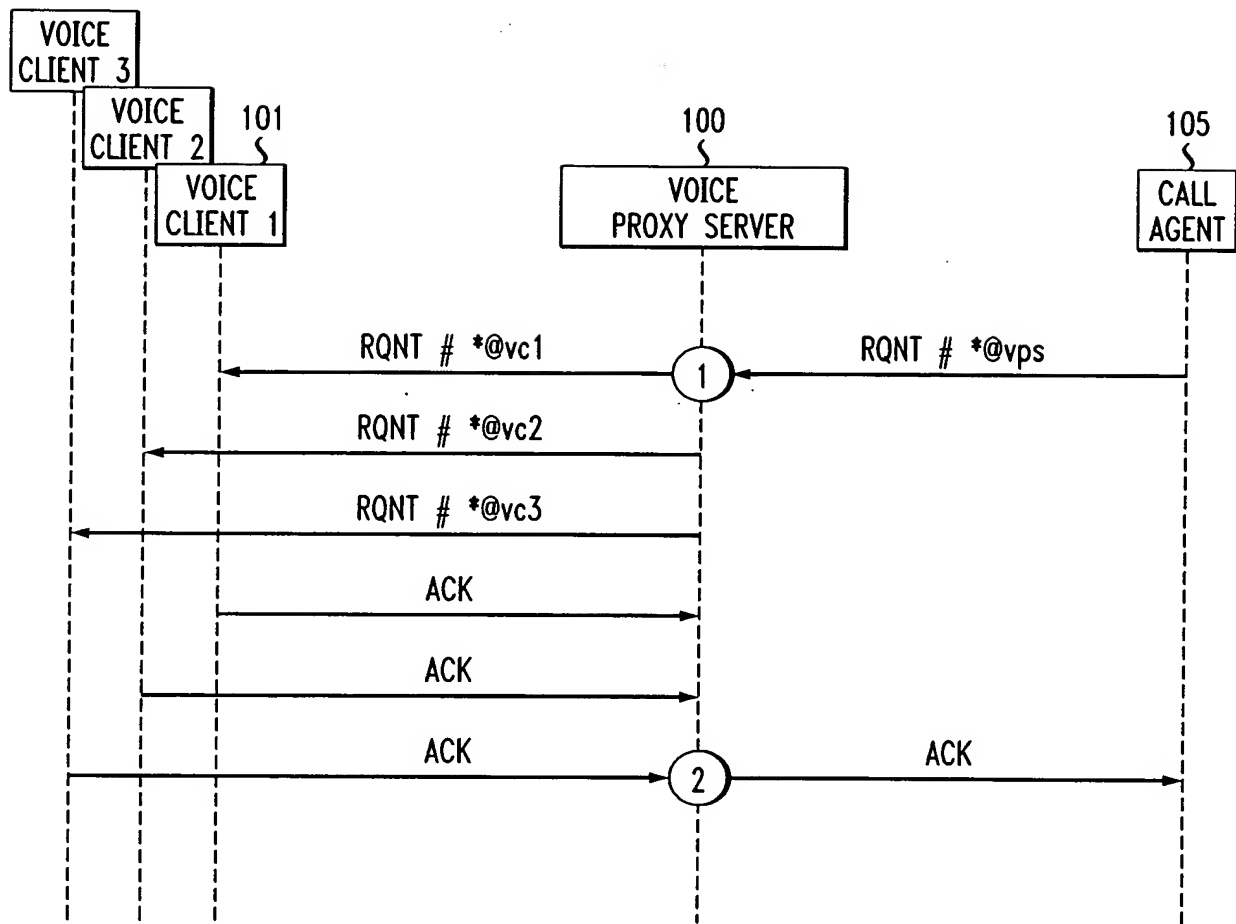 VOICE
CLIENT 3
VOICE
CLIENT 2
101
VOICE
CLIENT 1
100
VOICE
PROXY SERVER
105
CALL
AGENT
RQNT # *@vc1
1
RQNT # *@vps
RQNT # *@vc2
RQNT # *@vc3
ACK
ACK
ACK
2
ACK